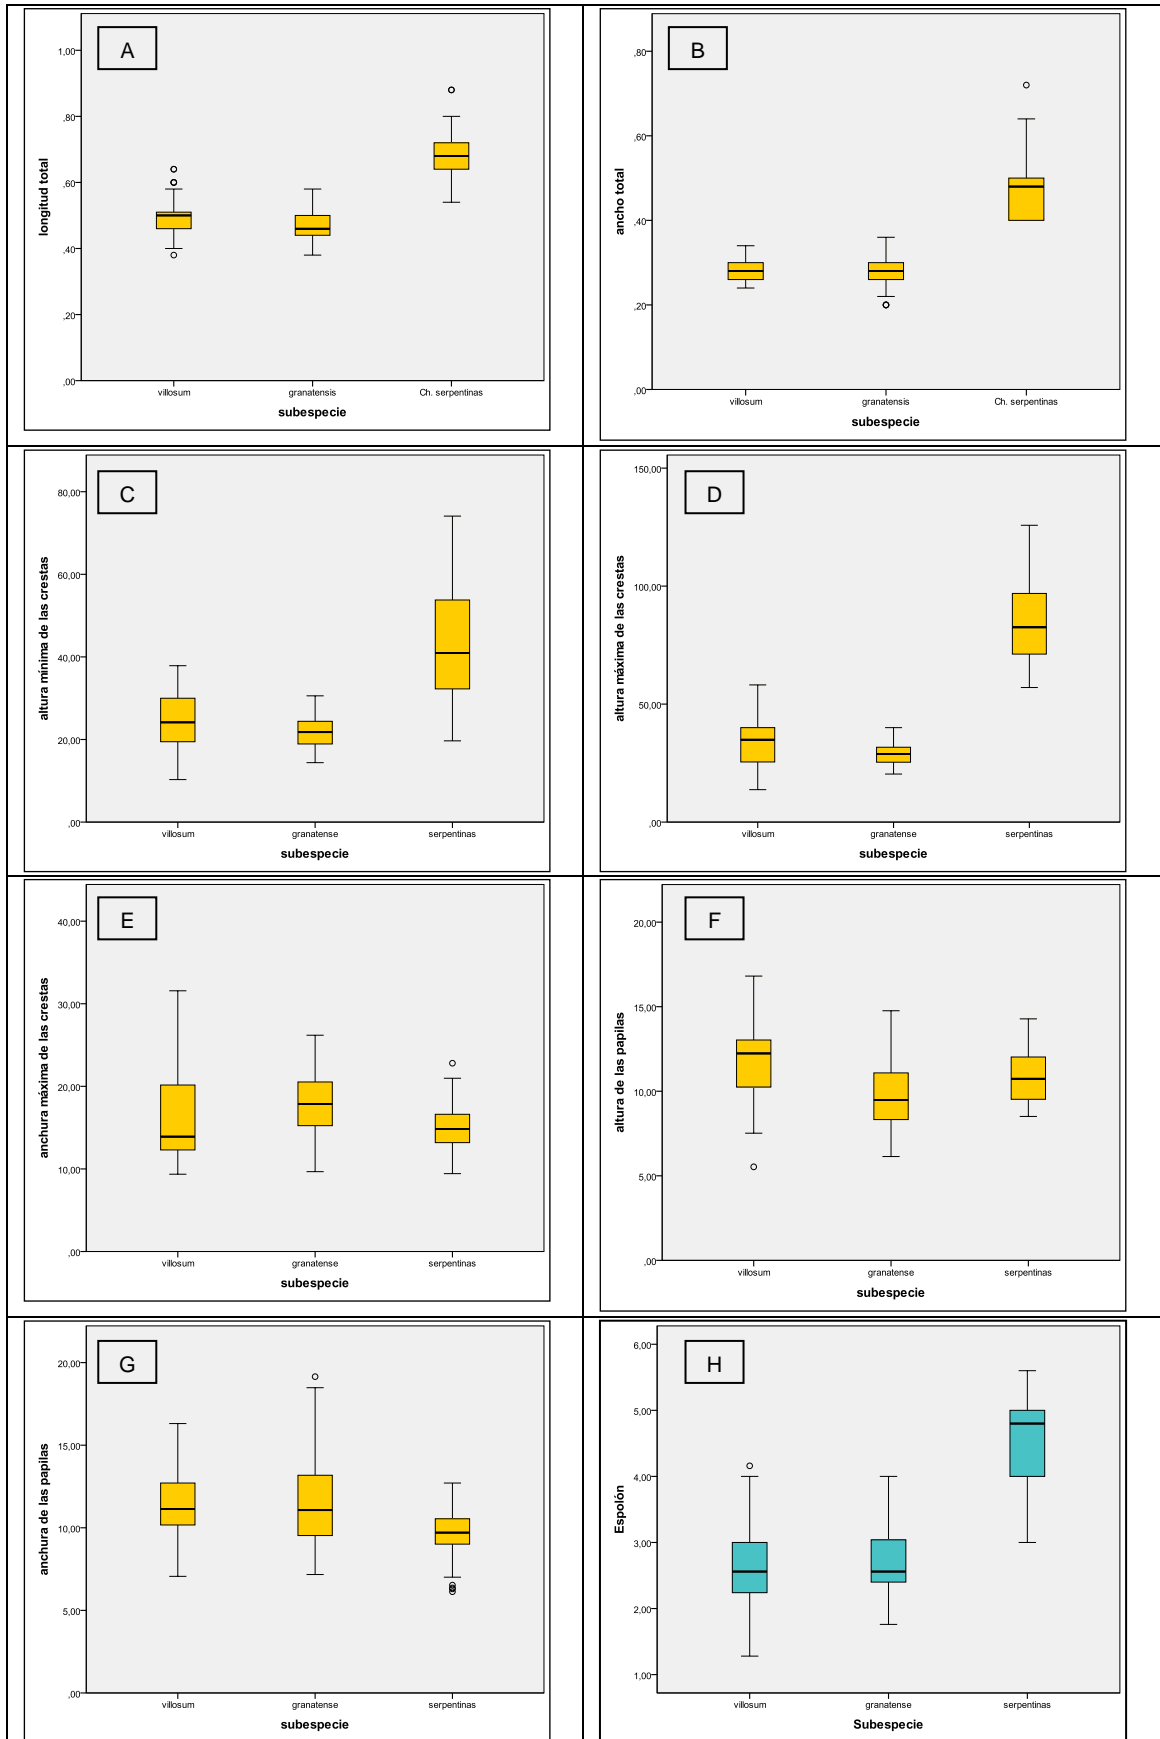 A
longitud total
1,00
,80
,60
,40
,20
,00
villosum granatensis Ch. serpentinas
subespecie
B
ancho total
,80
,60
,40
,20
,00
villosum granatensis Ch. serpentinas
subespecie
C
altura mínima de las crestas
80,00
60,00
40,00
20,00
,00
villosum granatense serpentinas
subespecie
D
altura máxima de las crestas
150,00
100,00
50,00
,00
villosum granatense serpentinas
subespecie
E
anchura máxima de las crestas
40,00
30,00
20,00
10,00
,00
villosum granatense serpentinas
subespecie
F
altura de las papilas
20,00
15,00
10,00
5,00
,00
villosum granatense serpentinas
subespecie
G
anchura de las papilas
20,00
15,00
10,00
5,00
,00
villosum granatense serpentinas
subespecie
H
Espolón
6,00
5,00
4,00
3,00
2,00
1,00
villosum granatense serpentinas
Subespecie